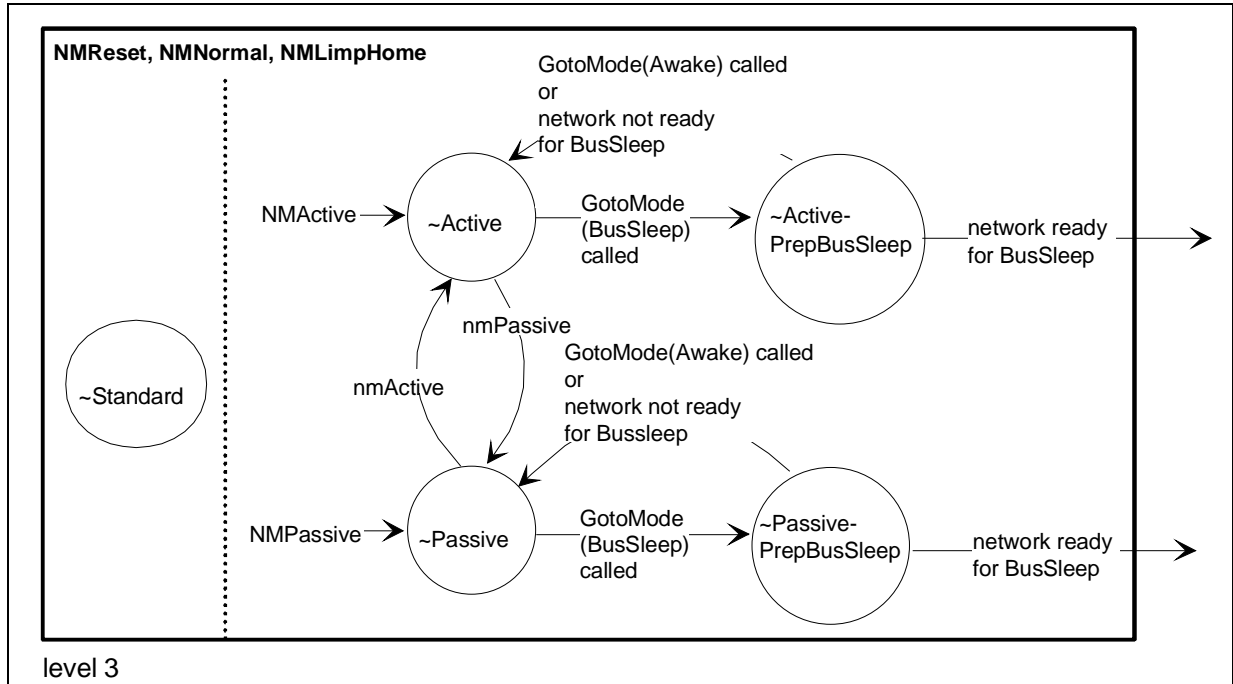 NMReset, NMNormal, NMLimpHome
GotoMode(Awake) called
or
network not ready
for BusSleep
NMActive
~Active
GotoMode
(BusSleep)
called
~Active-
PrepBusSleep
network ready
for BusSleep
nmPassive
nmActive
GotoMode(Awake) called
or
network not ready
for Bussleep
~Standard
NMPassive
~Passive
GotoMode
(BusSleep)
called
~Passive-
PrepBusSleep
network ready
for BusSleep
level 3